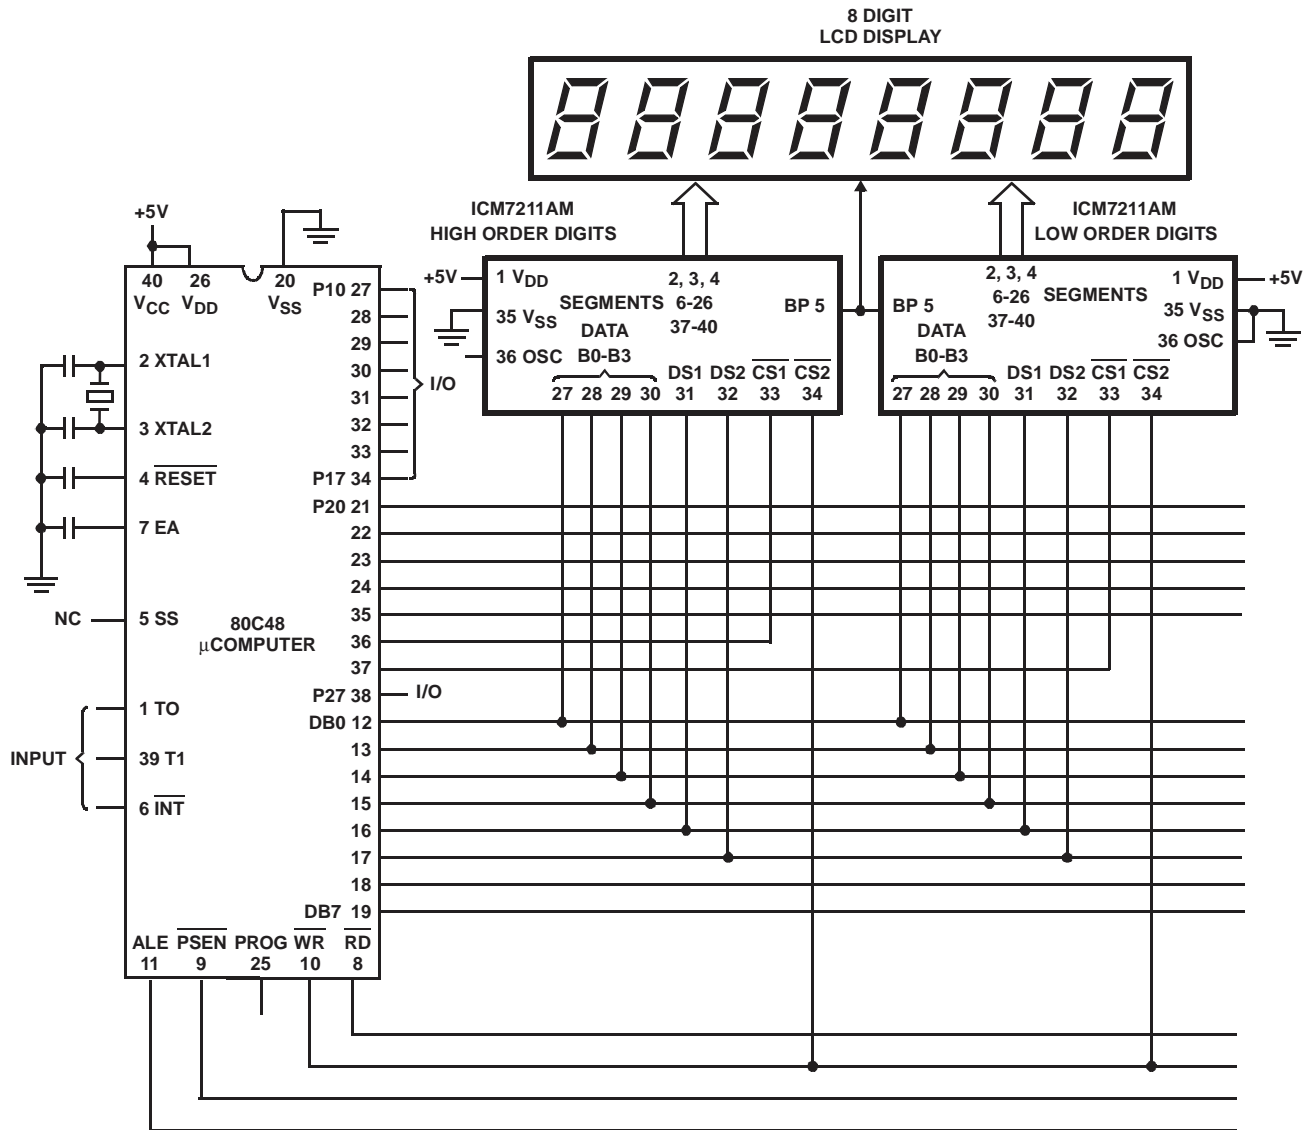 8 DIGIT
LCD DISPLAY
ICM7211AM
HIGH ORDER DIGITS
ICM7211AM
LOW ORDER DIGITS
+5V
40
VCC
26
VDD
20
VSS
2 XTAL1
3 XTAL2
4 RESET
7 EA
NC
5 SS
80C48
μCOMPUTER
INPUT
1 TO
39 T1
6 INT
P10 27
28
29
30
31
32
33
P17 34
I/O
P20 21
22
23
24
35
36
37
P27 38
I/O
DB0 12
13
14
15
16
17
18
DB7 19
ALE
11
PSEN
9
PROG
25
WR
10
RD
8
+5V
1 VDD
35 VSS
36 OSC
2, 3, 4
6-26
37-40
SEGMENTS
BP 5
DATA
B0-B3
27 28 29 30
DS1
31
DS2
32
CS1
33
CS2
34
BP 5
2, 3, 4
6-26
37-40
SEGMENTS
1 VDD
+5V
35 VSS
36 OSC
DATA
B0-B3
27 28 29 30
DS1
31
DS2
32
CS1
33
CS2
34